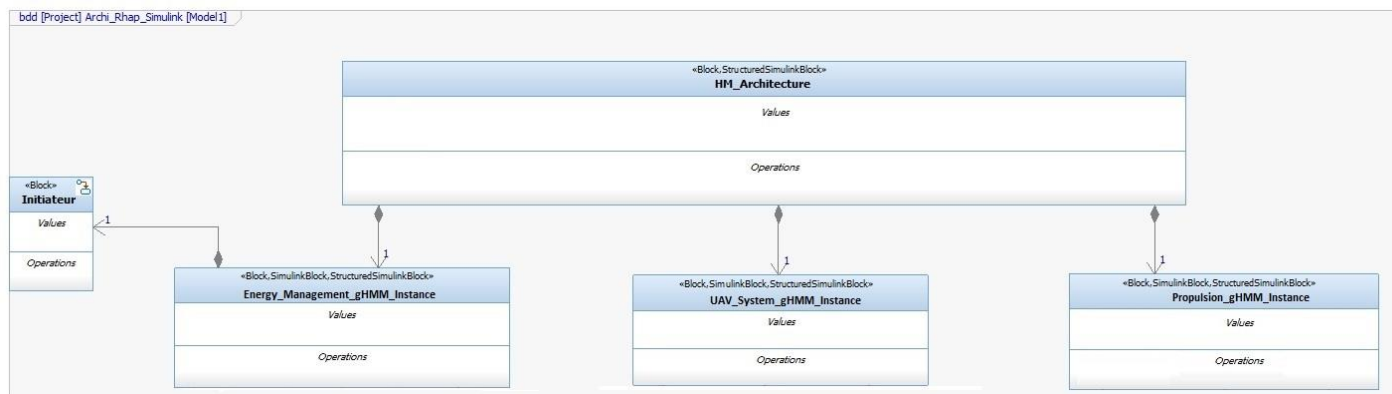 bdd [Project] Archi_Rhap_Simulink [Model1]
«Block,StructuredSimulinkBlock»
HM_Architecture
Values
Operations
«Block»
Initiateur
Values
Operations
1
1
1
1
«Block,SimulinkBlock,StructuredSimulinkBlock»
Energy_Management_gHMM_Instance
Values
Operations
«Block,SimulinkBlock,StructuredSimulinkBlock»
UAV_System_gHMM_Instance
Values
Operations
«Block,SimulinkBlock,StructuredSimulinkBlock»
Propulsion_gHMM_Instance
Values
Operations